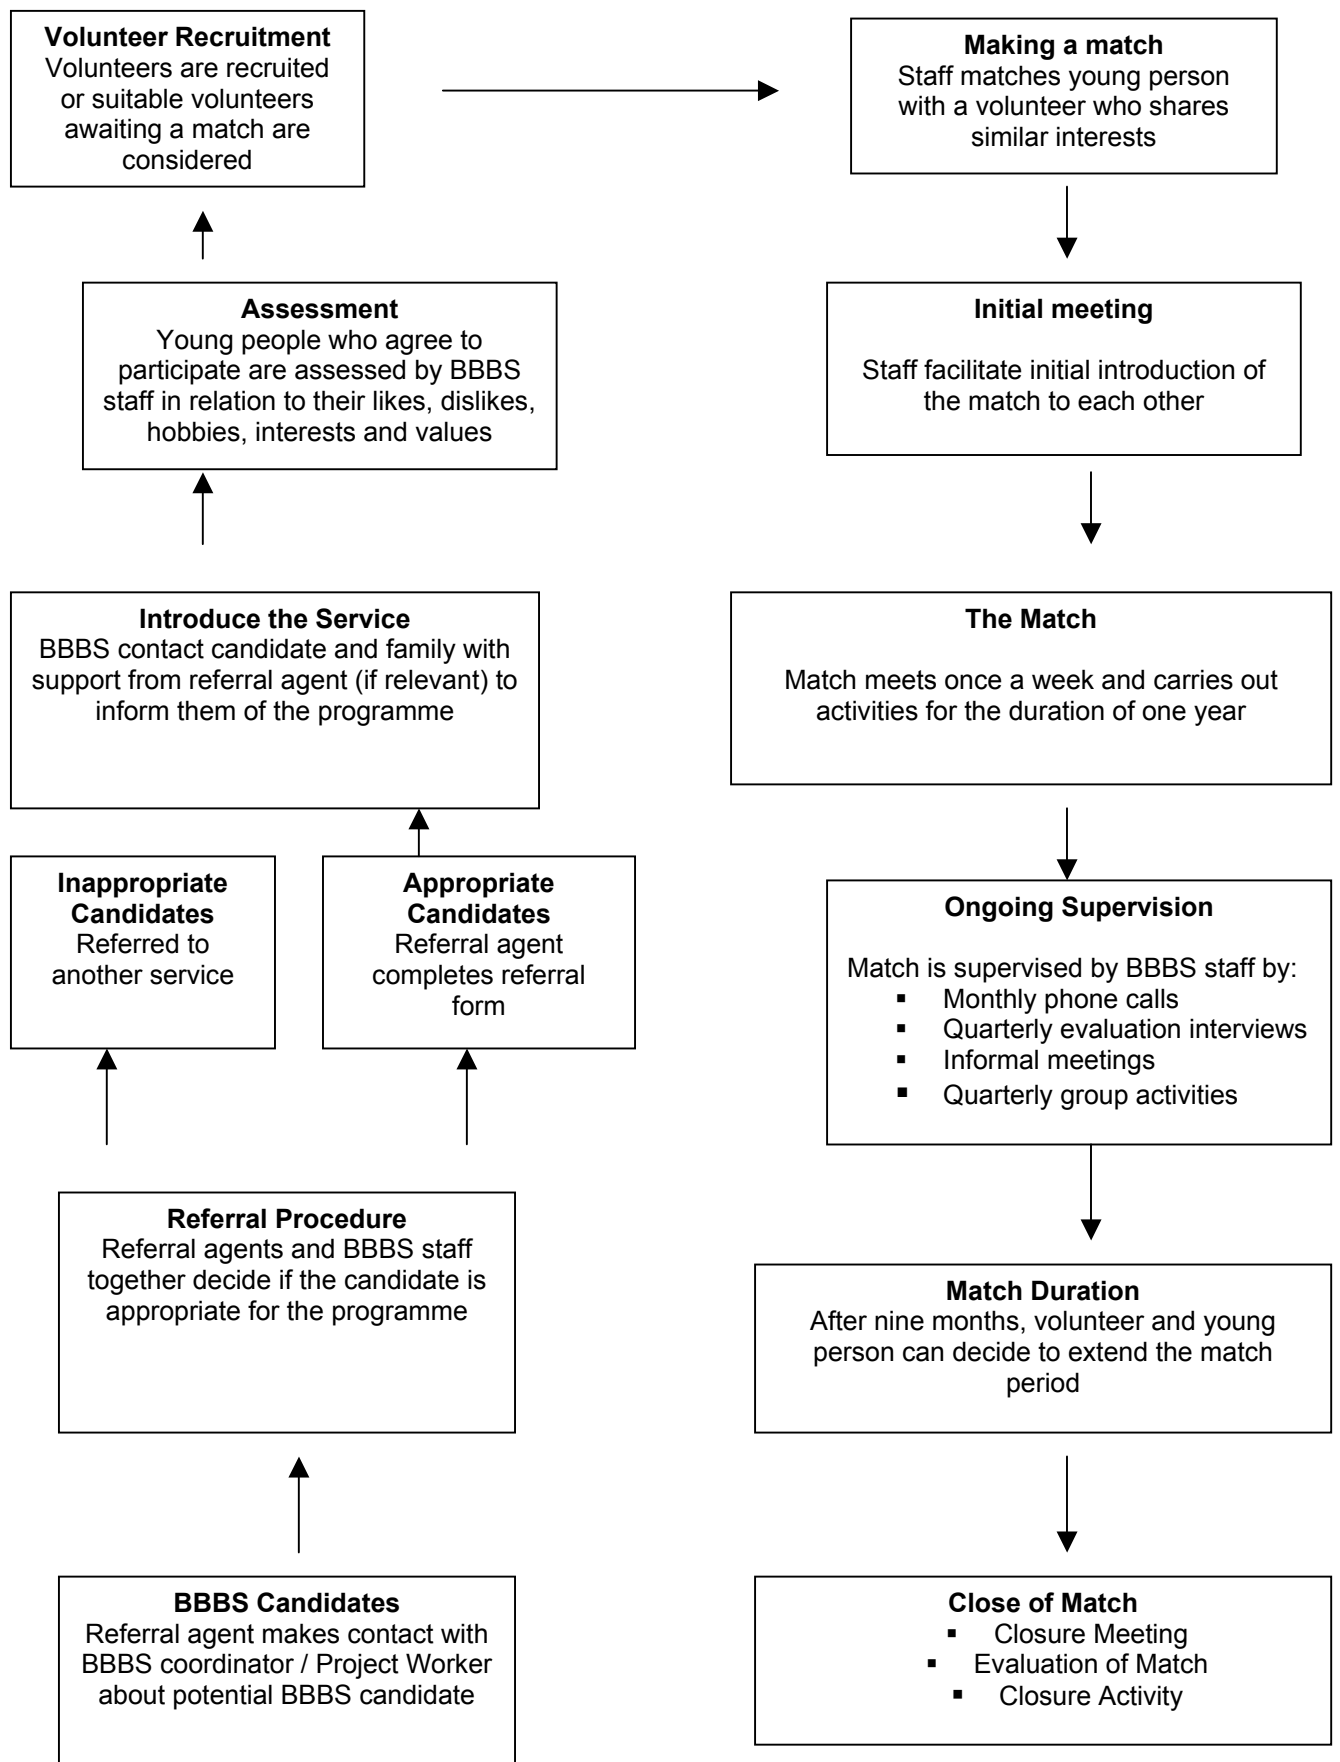 Volunteer Recruitment
Volunteers are recruited
or suitable volunteers
awaiting a match are
considered
Making a match
Staff matches young person
with a volunteer who shares
similar interests
Assessment
Young people who agree to
participate are assessed by BBBS
staff in relation to their likes, dislikes,
hobbies, interests and values
Initial meeting
Staff facilitate initial introduction of
the match to each other
Introduce the Service
BBBS contact candidate and family with
support from referral agent (if relevant) to
inform them of the programme
The Match
Match meets once a week and carries out
activities for the duration of one year
Inappropriate
Candidates
Referred to
another service
Appropriate
Candidates
Referral agent
completes referral
form
Ongoing Supervision
Match is supervised by BBBS staff by:
▪ Monthly phone calls
▪ Quarterly evaluation interviews
▪ Informal meetings
▪ Quarterly group activities
Referral Procedure
Referral agents and BBBS staff
together decide if the candidate is
appropriate for the programme
Match Duration
After nine months, volunteer and young
person can decide to extend the match
period
BBBS Candidates
Referral agent makes contact with
BBBS coordinator / Project Worker
about potential BBBS candidate
Close of Match
▪ Closure Meeting
▪ Evaluation of Match
▪ Closure Activity